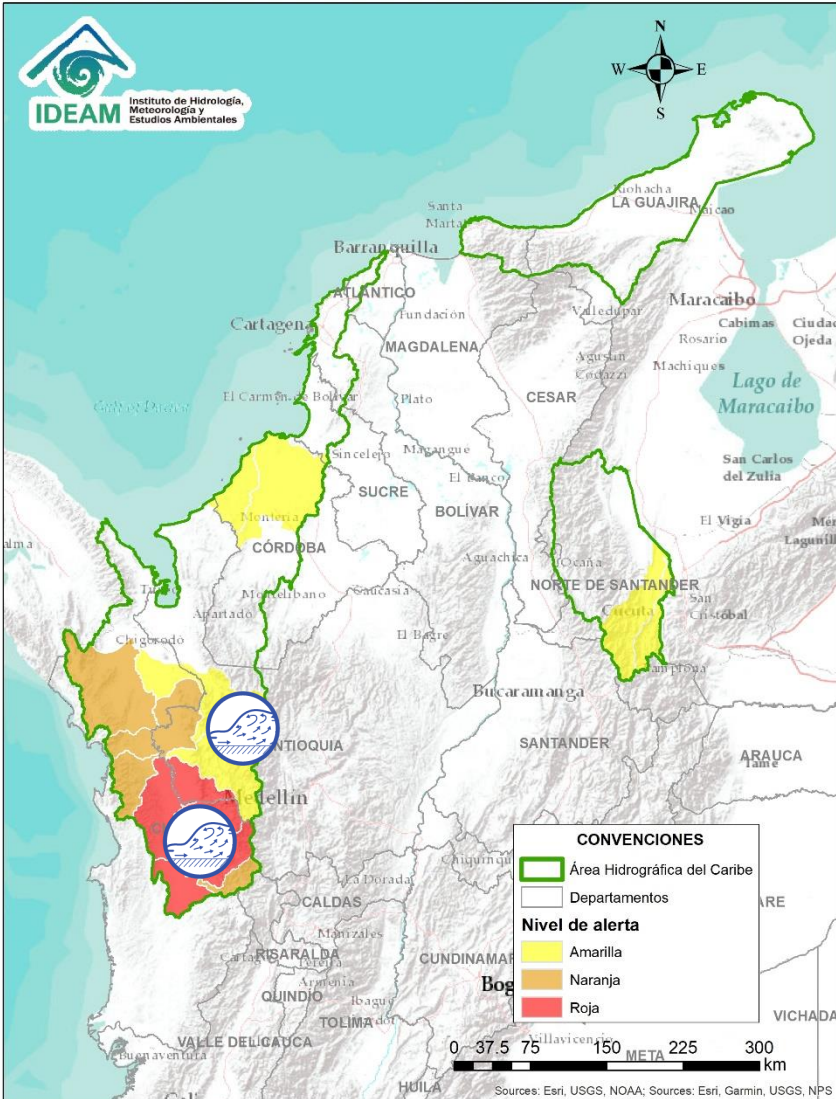 IDEAM
Instituto de Hidrología,
Meteorología y
Estudios Ambientales
N
W
E
S
Riohacha
LA GUAJIRA
Maicao
Santa
Marta
Barranquilla
ATLÁNTICO
Maracaibo
Cartagena
Fundación
Valledupar
Cabimas
Ciudad
Ojeda
Rosario
MAGDALENA
Machiques
Agustín
Codazzi
Lago de
Maracaibo
El Carmen de Bolívar
Plato
CESAR
Sincelejo
Magangué
San Carlos
del Zulia
El Banco
SUCRE
BOLÍVAR
Montería
El Vigía
CÓRDOBA
Aguachica
Ocaña
NORTE DE SANTANDER
Montelíbano
Caucasia
San
Cristóbal
Cúcuta
Apartadó
El Bagre
Chigorodó
Pamplona
Bucaramanga
SANTANDER
ANTIOQUIA
ARAUCA
Tame
Medellín
CONVENCIONES
Área Hidrográfica del Caribe
Departamentos
Nivel de alerta
Amarilla
Naranja
Roja
La Dorada
CALDAS
Manizales
RISARALDA
Pereira
Armenia
QUINDÍO
Ibagué
TOLIMA
CUNDINAMAR
Bog
VICHADA
VALLE DEL CAUCA
Villavicencio
META
Buenaventura
HUILA
0 37.5 75 150 225 300
km
Sources: Esri, USGS, NOAA; Sources: Esri, Garmin, USGS, NPS